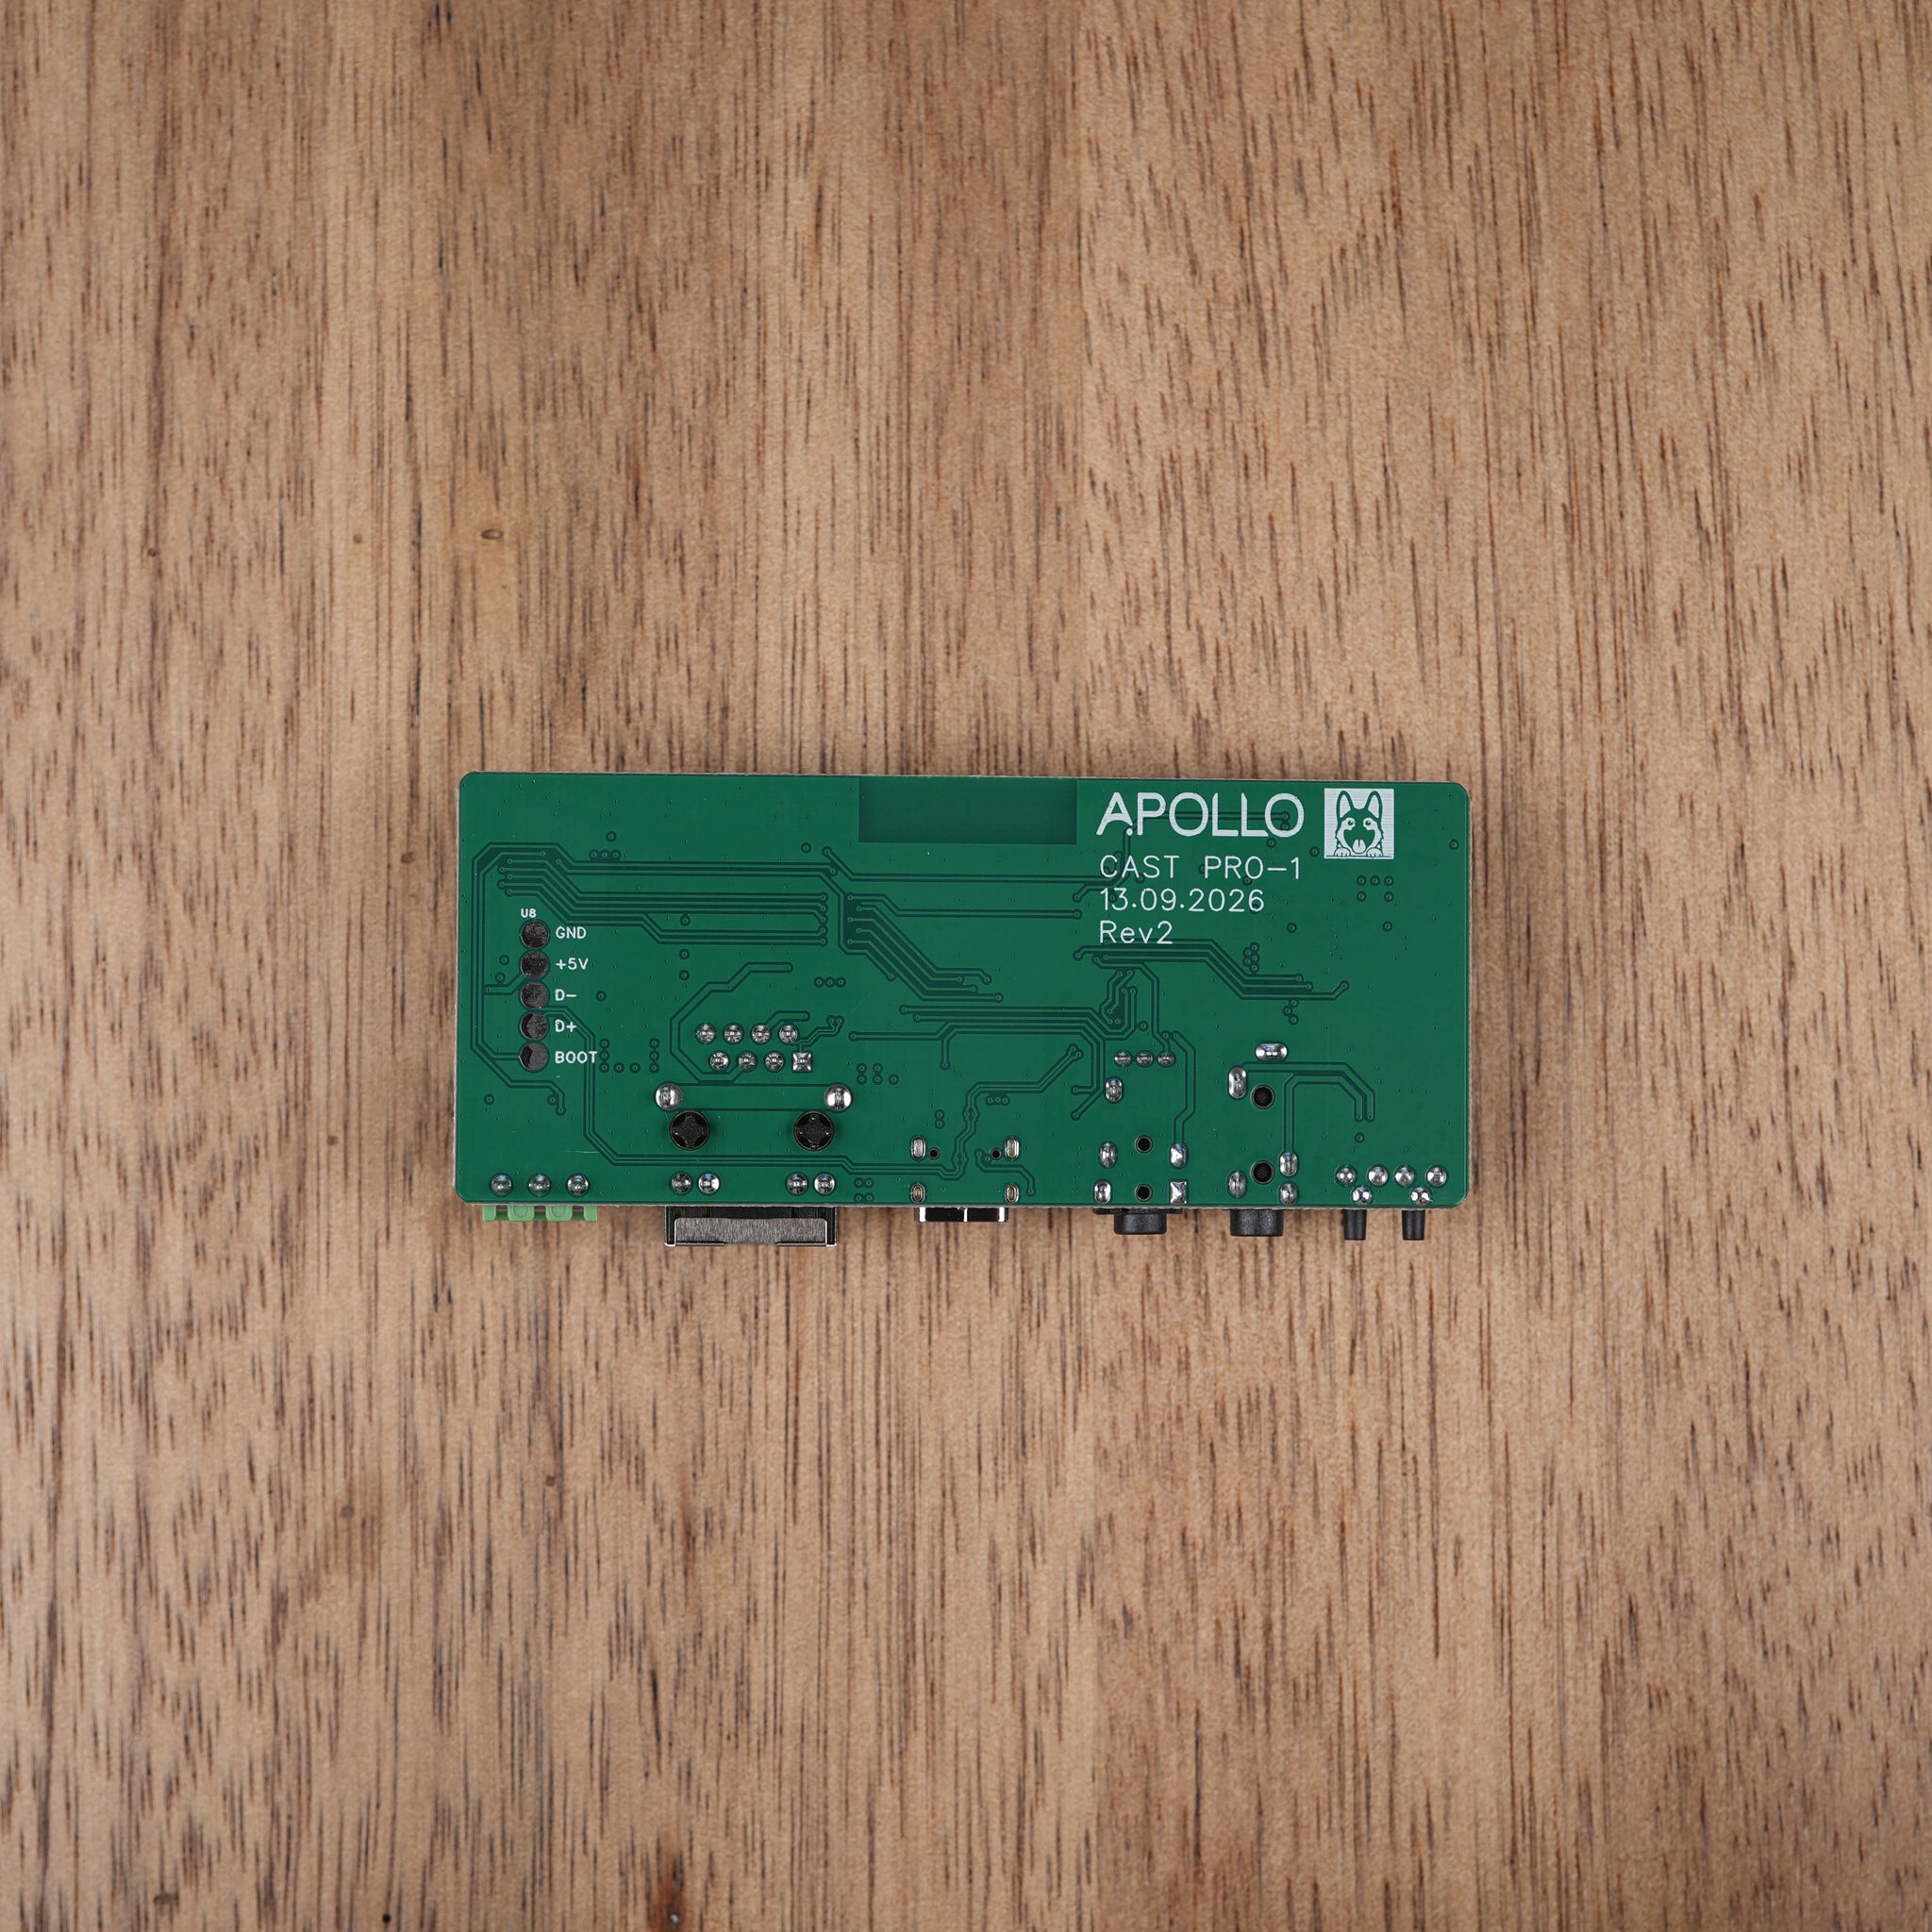 APOLLO
CAST PRO-1
13.09.2026
Rev2
U8
GND
+5V
D-
D+
BOOT